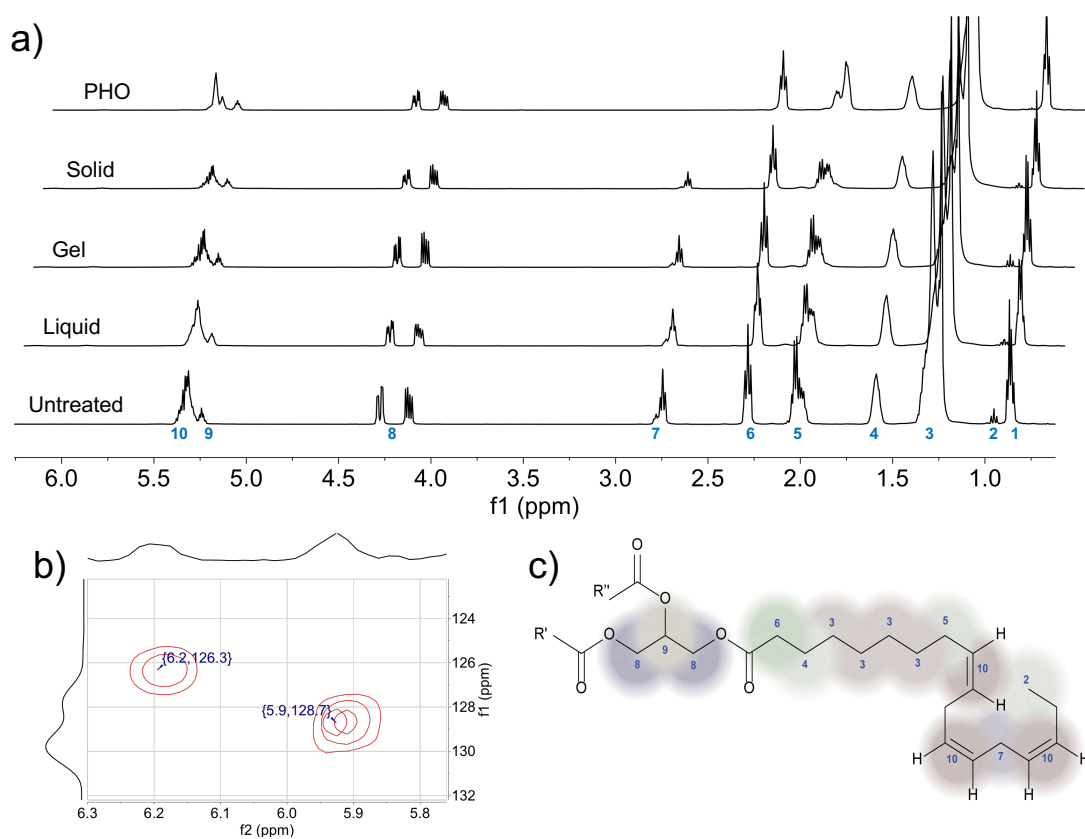 a)
PHO
Solid
Gel
Liquid
Untreated
10 9 8 7 6 5 4 3 2 1
6.0 5.5 5.0 4.5 4.0 3.5 3.0 2.5 2.0 1.5 1.0
f1 (ppm)
b)
{6.2,126.3}
{5.9,128.7}
124
126
128
130
132
f1 (ppm)
6.3 6.2 6.1 6.0 5.9 5.8
f2 (ppm)
c)
O
R"
O
R'
O
O
O
O
8
9
8
6
4
3
3
3
3
5
H
10
H
2
H
10
H
7
H
10
H